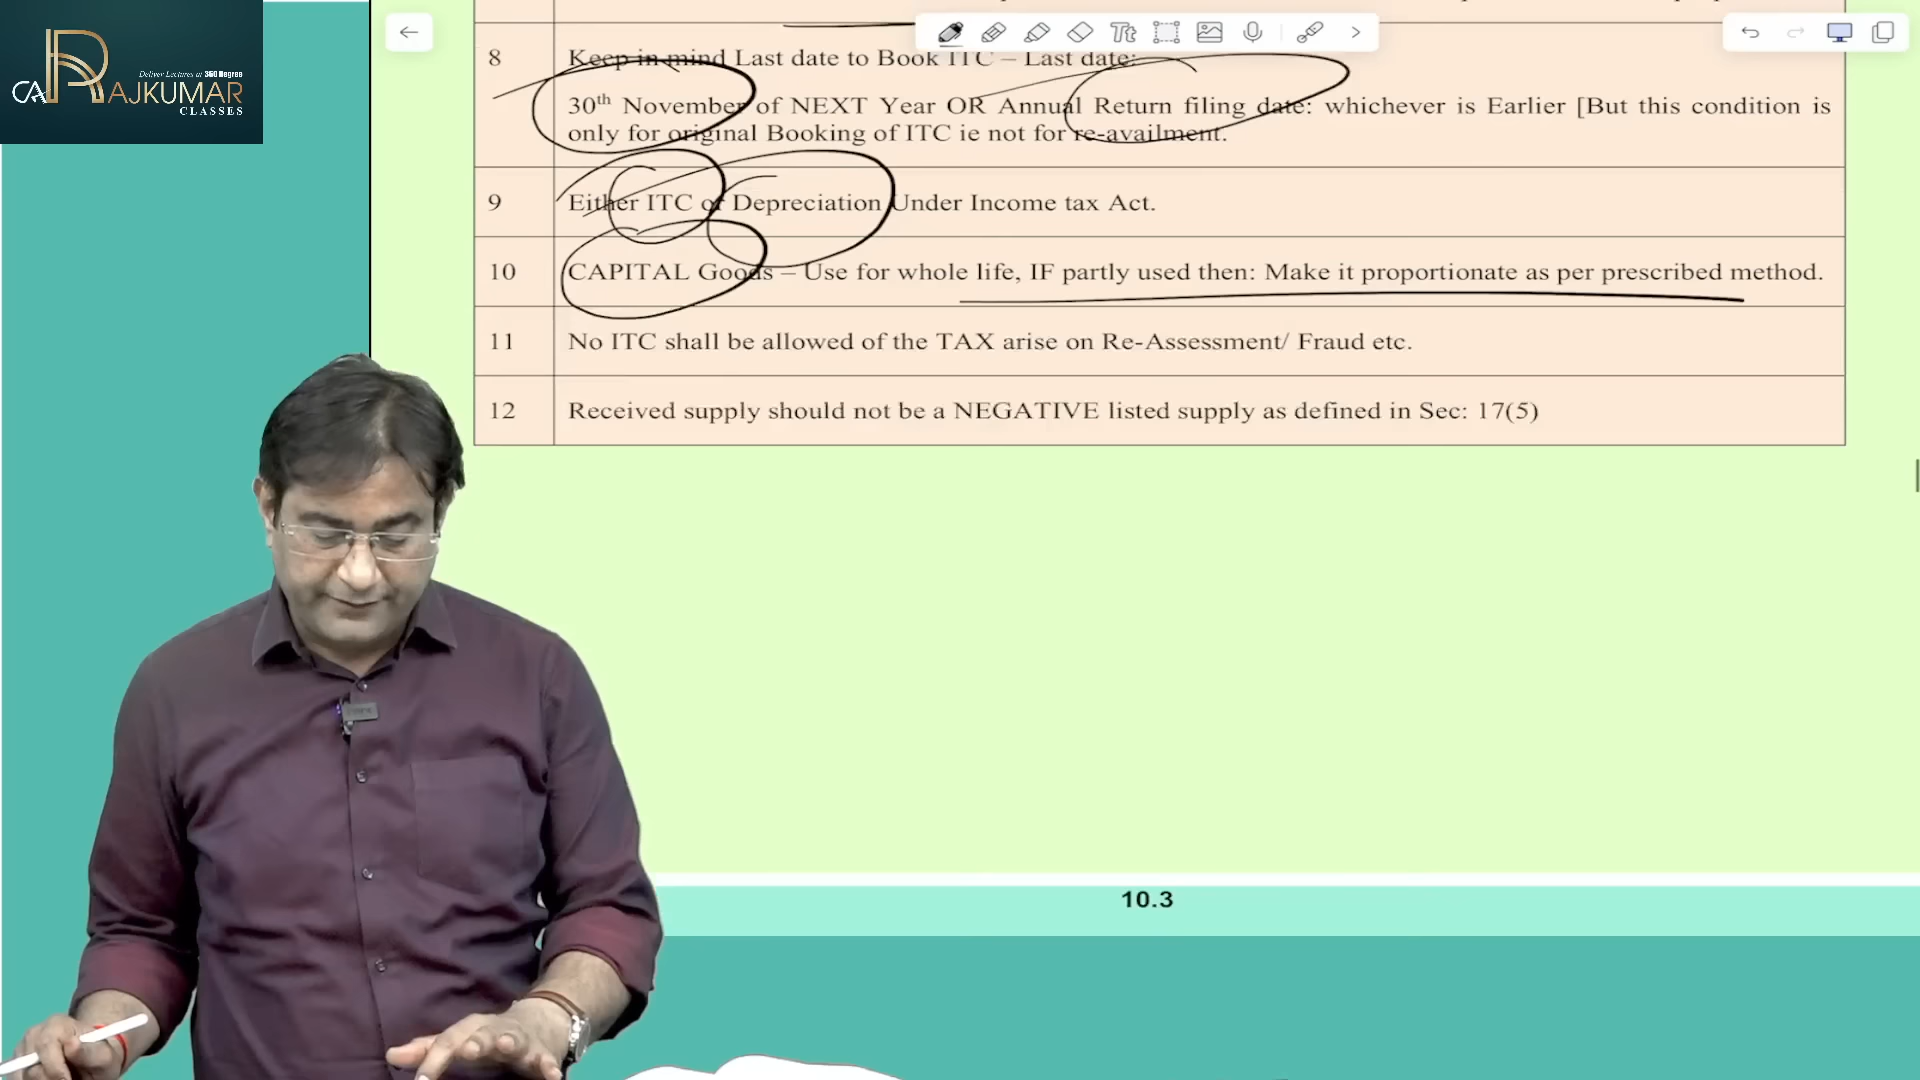 Deliver Lectures at 360 Degree
CA RAJKUMAR
CLASSES
Tt
8 Keep in mind Last date to Book ITC – Last date:
30th November of NEXT Year OR Annual Return filing date: whichever is Earlier [But this condition is
only for original Booking of ITC ie not for re-availment.
9 Either ITC or Depreciation Under Income tax Act.
10 CAPITAL Goods – Use for whole life, IF partly used then: Make it proportionate as per prescribed method.
11 No ITC shall be allowed of the TAX arise on Re-Assessment/ Fraud etc.
12 Received supply should not be a NEGATIVE listed supply as defined in Sec: 17(5)
10.3